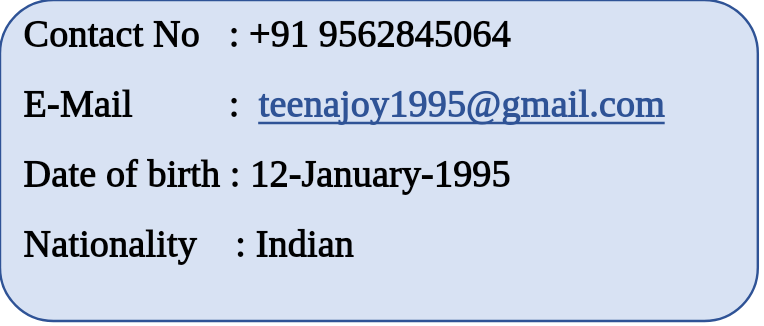 Contact No : +91 9562845064
E-Mail : teenajoy1995@gmail.com
Date of birth : 12-January-1995
Nationality : Indian